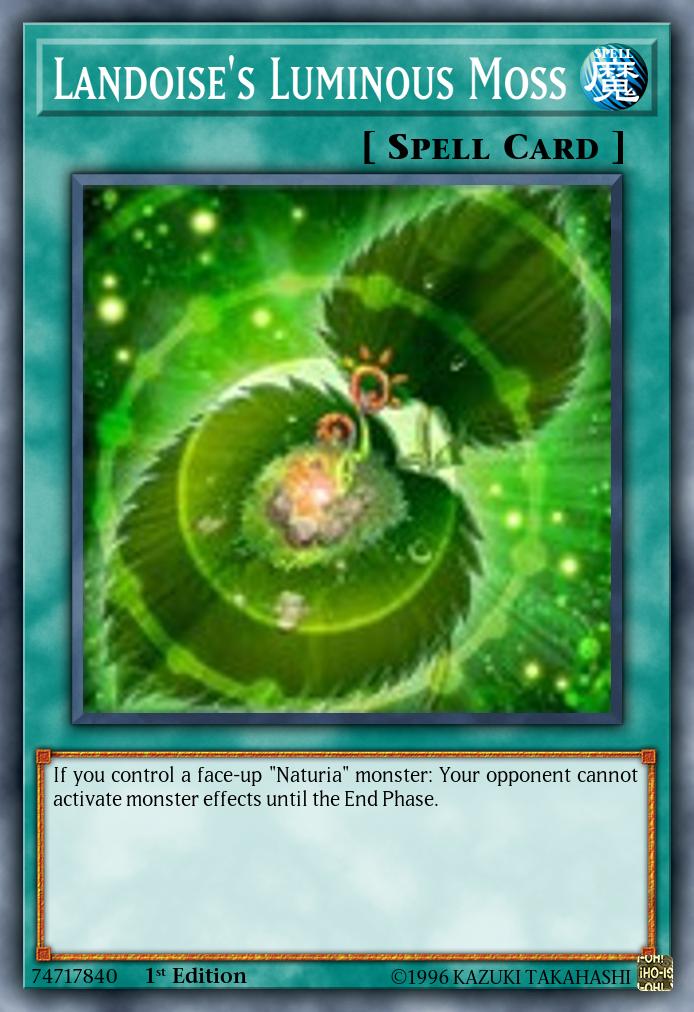 LANDOISE'S LUMINOUS MOSS
SPELL
魔
[ SPELL CARD ]
If you control a face-up "Naturia" monster: Your opponent cannot
activate monster effects until the End Phase.
74717840 1st Edition ©1996 KAZUKI TAKAHASHI